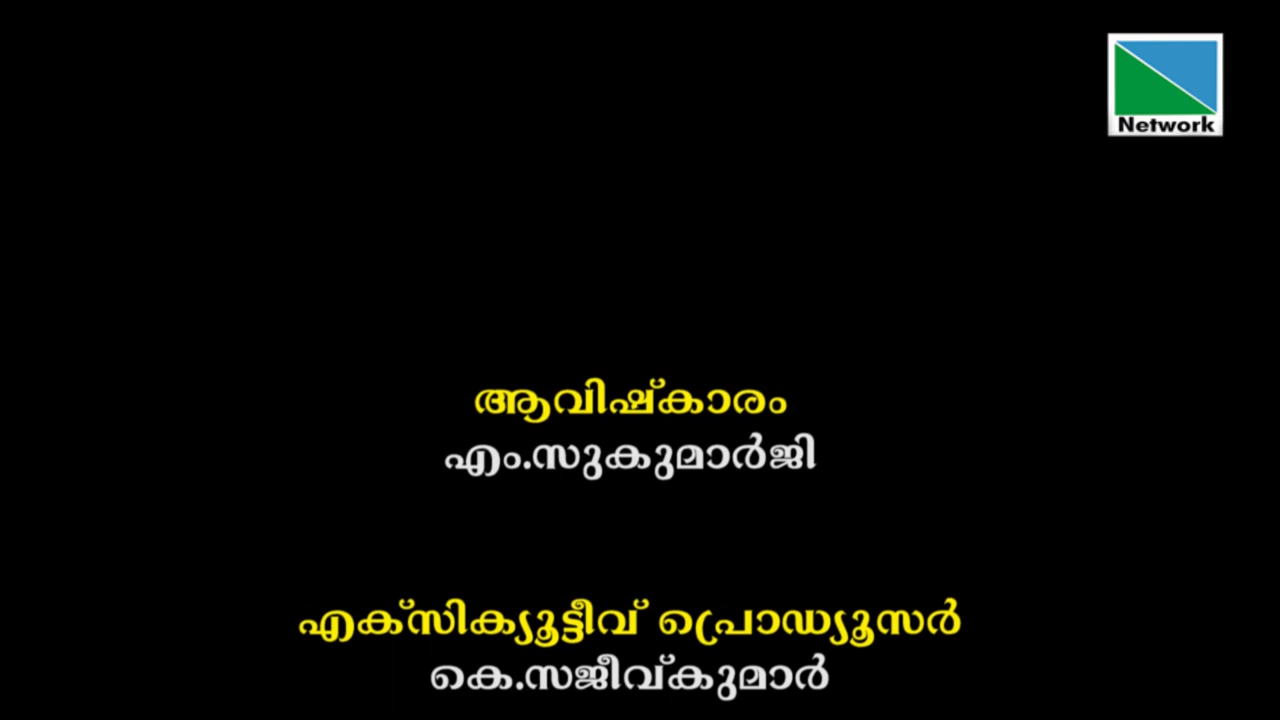 Network
ആവിഷ്കാരം
എം.സുകുമാർജി
എക്സിക്യൂട്ടീവ് പ്രൊഡ്യൂസർ
കെ.സജീവ്കുമാർ